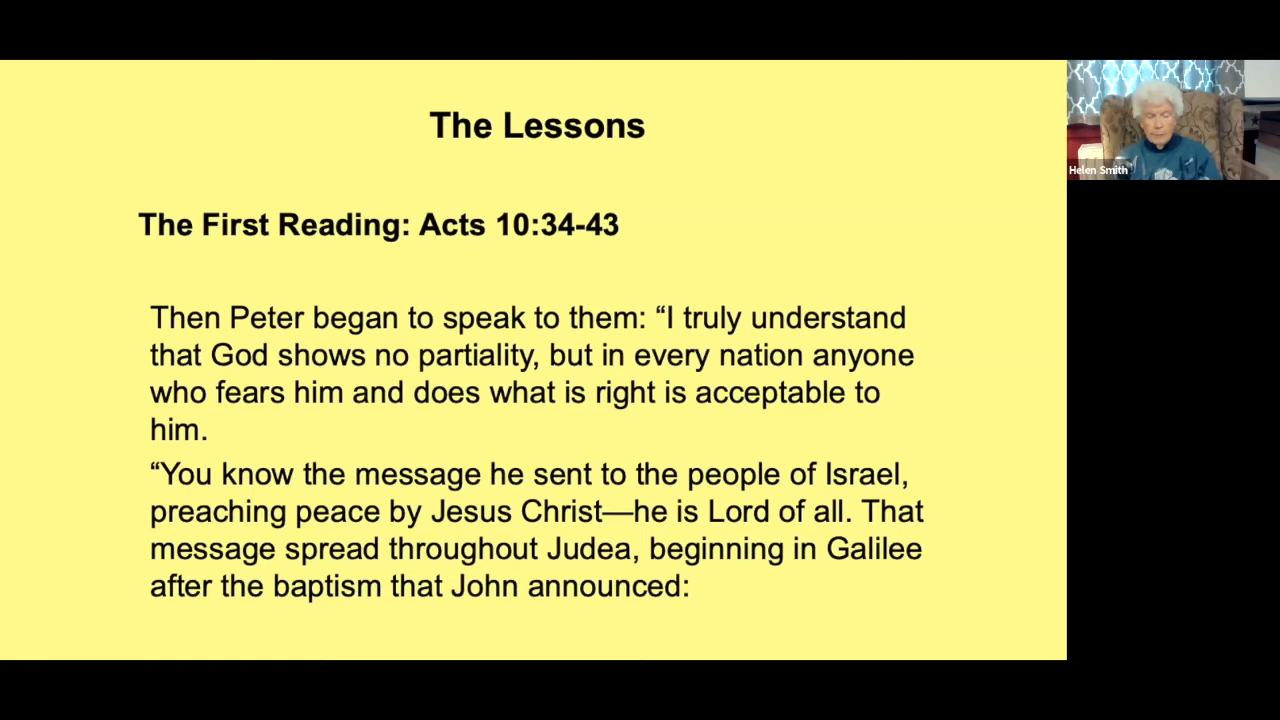 The Lessons
The First Reading: Acts 10:34-43
Then Peter began to speak to them: “I truly understand
that God shows no partiality, but in every nation anyone
who fears him and does what is right is acceptable to
him.
“You know the message he sent to the people of Israel,
preaching peace by Jesus Christ—he is Lord of all. That
message spread throughout Judea, beginning in Galilee
after the baptism that John announced:
Helen Smith